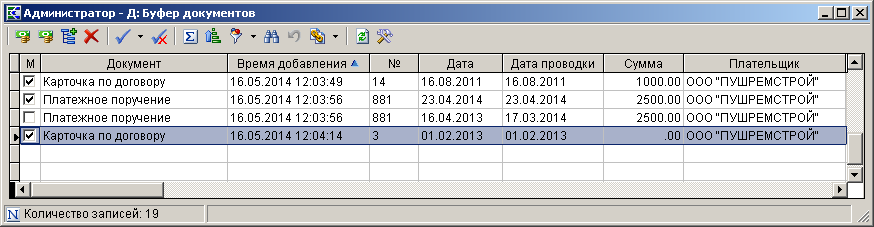 Администратор - Д: Буфер документов
М Документ Время добавления № Дата Дата проводки Сумма Плательщик
Карточка по договору 16.05.2014 12:03:49 14 16.08.2011 16.08.2011 1000.00 ООО "ПУШРЕМСТРОЙ"
Платежное поручение 16.05.2014 12:03:56 881 23.04.2014 23.04.2014 2500.00 ООО "ПУШРЕМСТРОЙ"
Платежное поручение 16.05.2014 12:03:56 881 16.04.2013 17.03.2014 2500.00 ООО "ПУШРЕМСТРОЙ"
Карточка по договору 16.05.2014 12:04:14 3 01.02.2013 01.02.2013 .00 ООО "ПУШРЕМСТРОЙ"
N Количество записей: 19